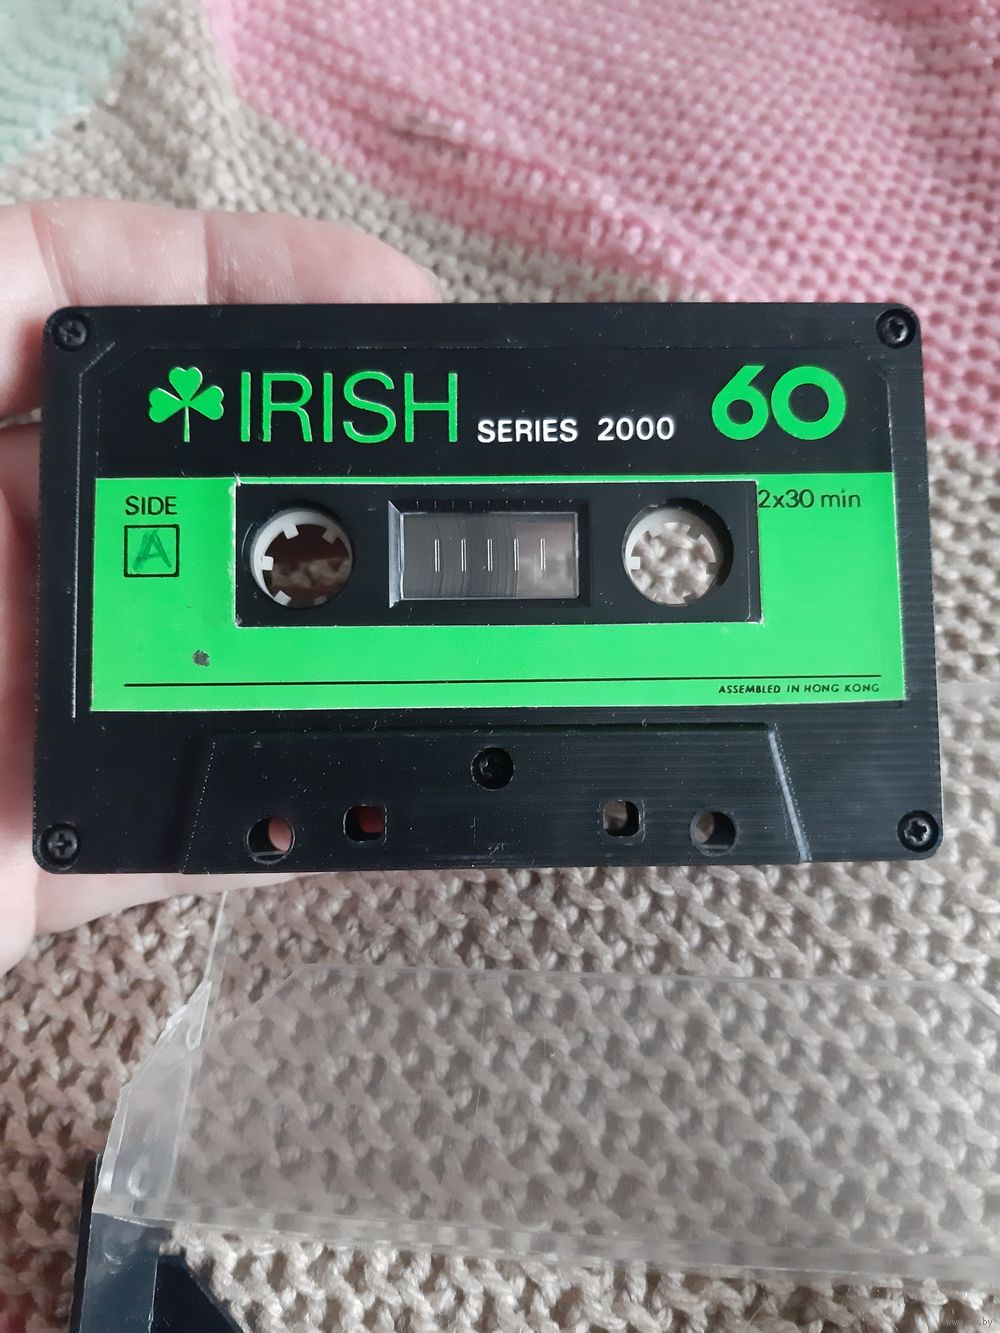 IRISH SERIES 2000 60
SIDE
A
2x30 min
ASSEMBLED IN HONG KONG